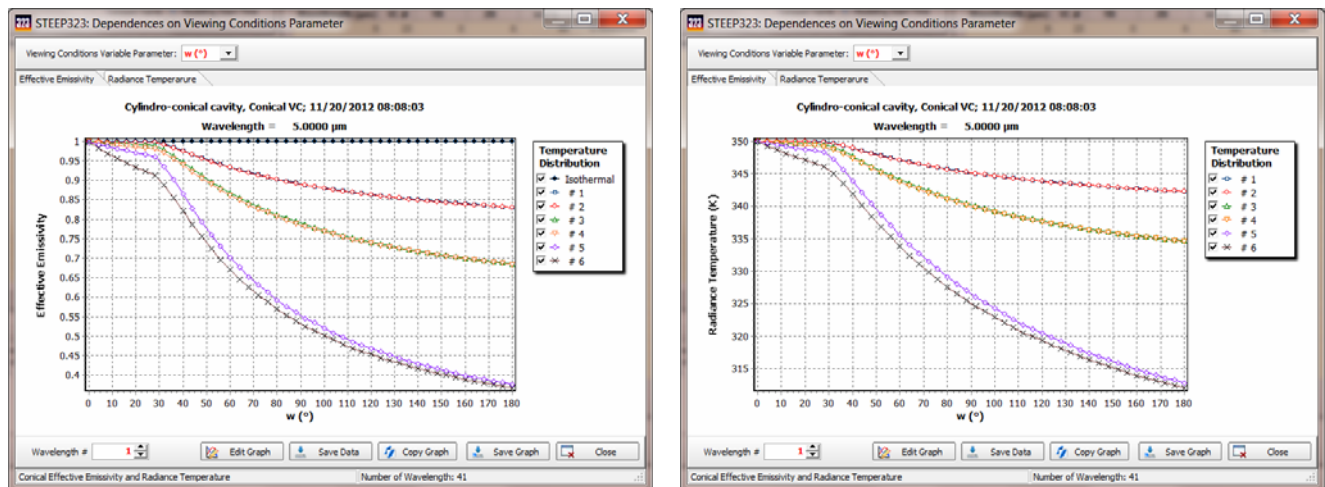 STEEP323: Dependences on Viewing Conditions Parameter
Viewing Conditions Variable Parameter: w (°)
Effective Emissivity Radiance Temperarure
Cylindro-conical cavity, Conical VC; 11/20/2012 08:08:03
Wavelength = 5.0000 µm
Effective Emissivity
1
0.95
0.9
0.85
0.8
0.75
0.7
0.65
0.6
0.55
0.5
0.45
0.4
0 10 20 30 40 50 60 70 80 90 100 110 120 130 140 150 160 170 180
w (°)
Temperature
Distribution
Isothermal
# 1
# 2
# 3
# 4
# 5
# 6
Wavelength # 1 Edit Graph Save Data Copy Graph Save Graph Close
Conical Effective Emissivity and Radiance Temperature Number of Wavelength: 41
STEEP323: Dependences on Viewing Conditions Parameter
Viewing Conditions Variable Parameter: w (°)
Effective Emissivity Radiance Temperarure
Cylindro-conical cavity, Conical VC; 11/20/2012 08:08:03
Wavelength = 5.0000 µm
Radiance Temperature (K)
350
345
340
335
330
325
320
315
0 10 20 30 40 50 60 70 80 90 100 110 120 130 140 150 160 170 180
w (°)
Temperature
Distribution
# 1
# 2
# 3
# 4
# 5
# 6
Wavelength # 1 Edit Graph Save Data Copy Graph Save Graph Close
Conical Effective Emissivity and Radiance Temperature Number of Wavelength: 41